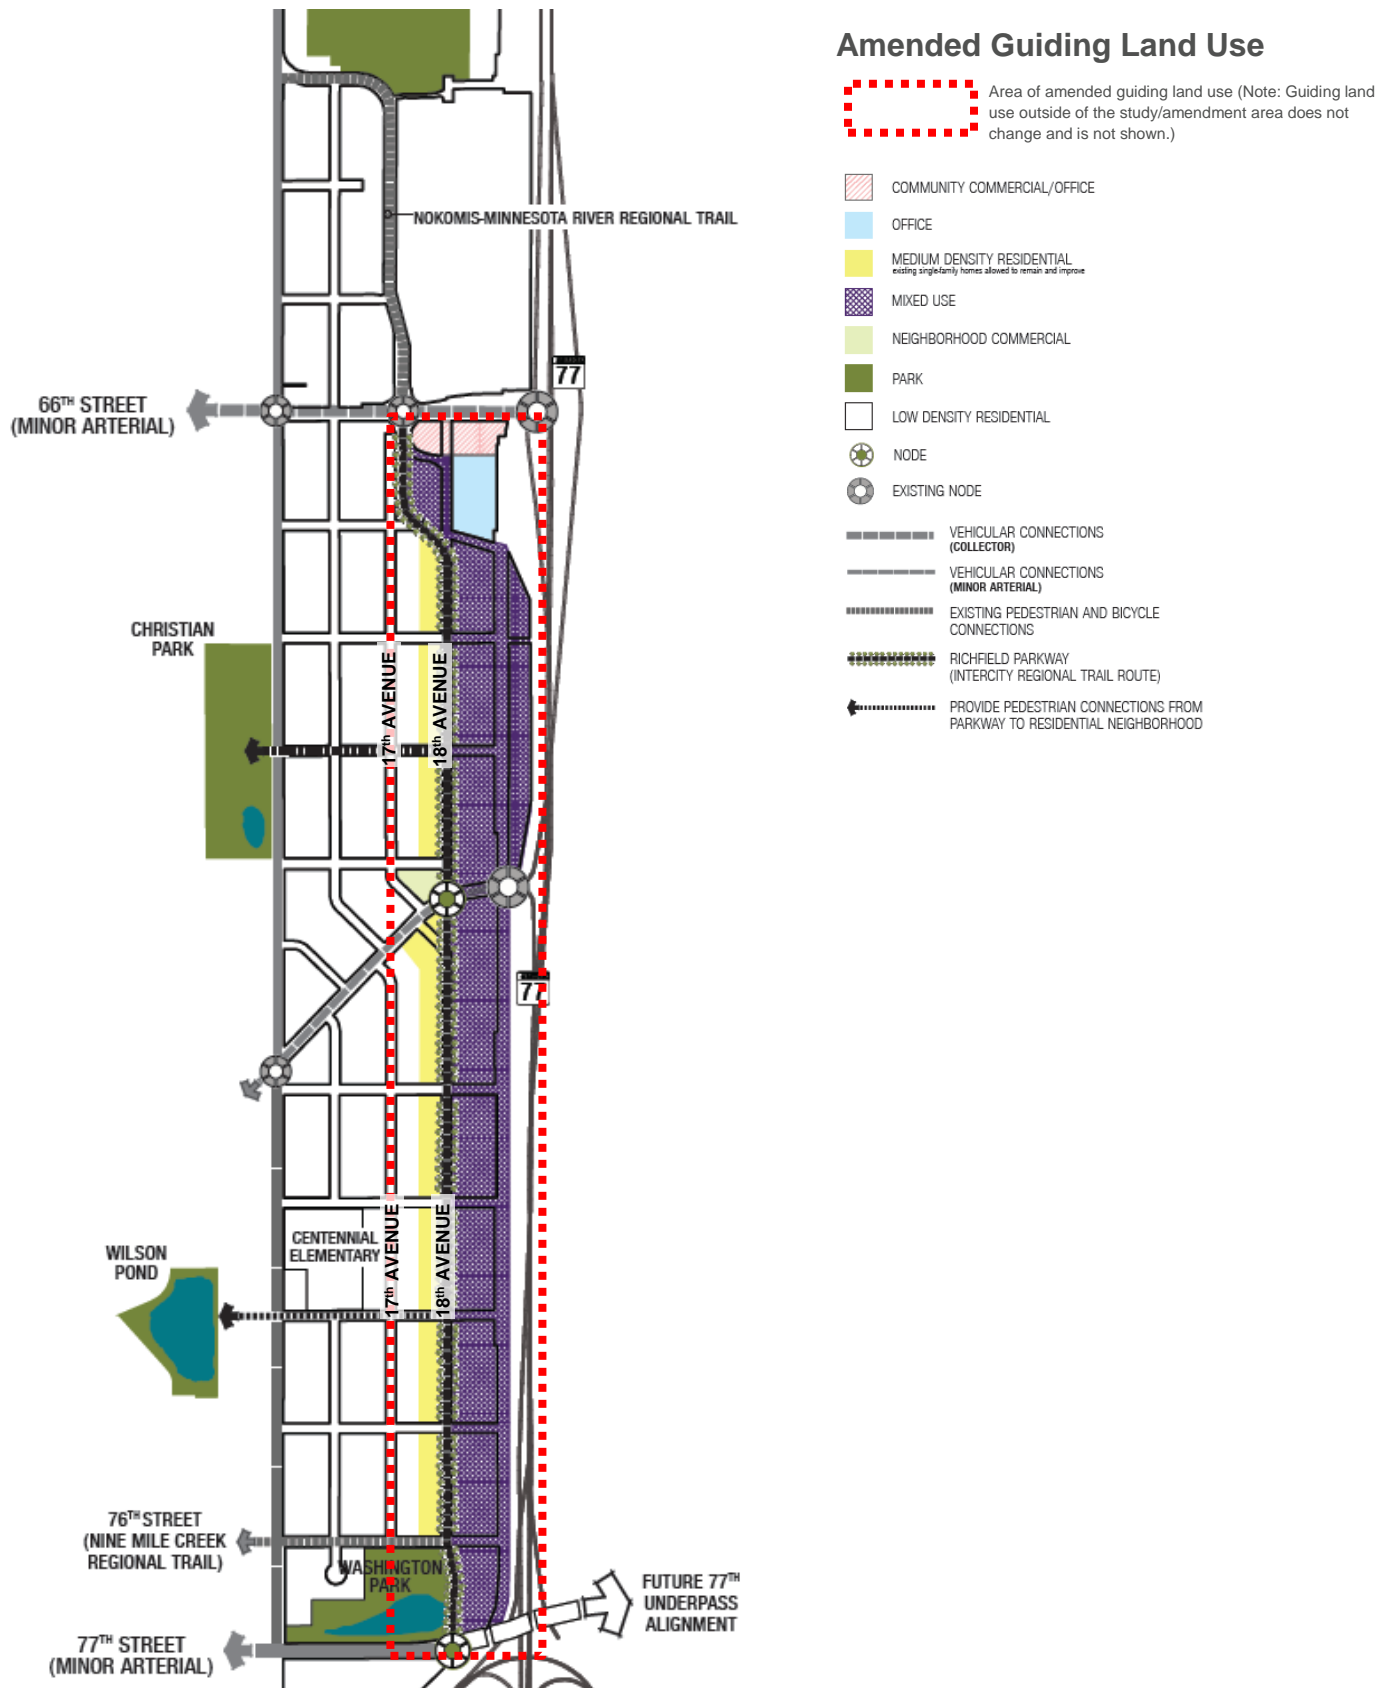 Amended Guiding Land Use
Area of amended guiding land use (Note: Guiding land
use outside of the study/amendment area does not
change and is not shown.)
COMMUNITY COMMERCIAL/OFFICE
OFFICE
MEDIUM DENSITY RESIDENTIAL
existing single-family homes allowed to remain and improve
MIXED USE
NEIGHBORHOOD COMMERCIAL
PARK
LOW DENSITY RESIDENTIAL
NODE
EXISTING NODE
VEHICULAR CONNECTIONS
(COLLECTOR)
VEHICULAR CONNECTIONS
(MINOR ARTERIAL)
EXISTING PEDESTRIAN AND BICYCLE
CONNECTIONS
RICHFIELD PARKWAY
(INTERCITY REGIONAL TRAIL ROUTE)
PROVIDE PEDESTRIAN CONNECTIONS FROM
PARKWAY TO RESIDENTIAL NEIGHBORHOOD
NOKOMIS-MINNESOTA RIVER REGIONAL TRAIL
77
66TH STREET
(MINOR ARTERIAL)
CHRISTIAN
PARK
17th AVENUE
18th AVENUE
77
CENTENNIAL
ELEMENTARY
17th AVENUE
18th AVENUE
WILSON
POND
76TH STREET
(NINE MILE CREEK
REGIONAL TRAIL)
WASHINGTON
PARK
FUTURE 77TH
UNDERPASS
ALIGNMENT
77TH STREET
(MINOR ARTERIAL)